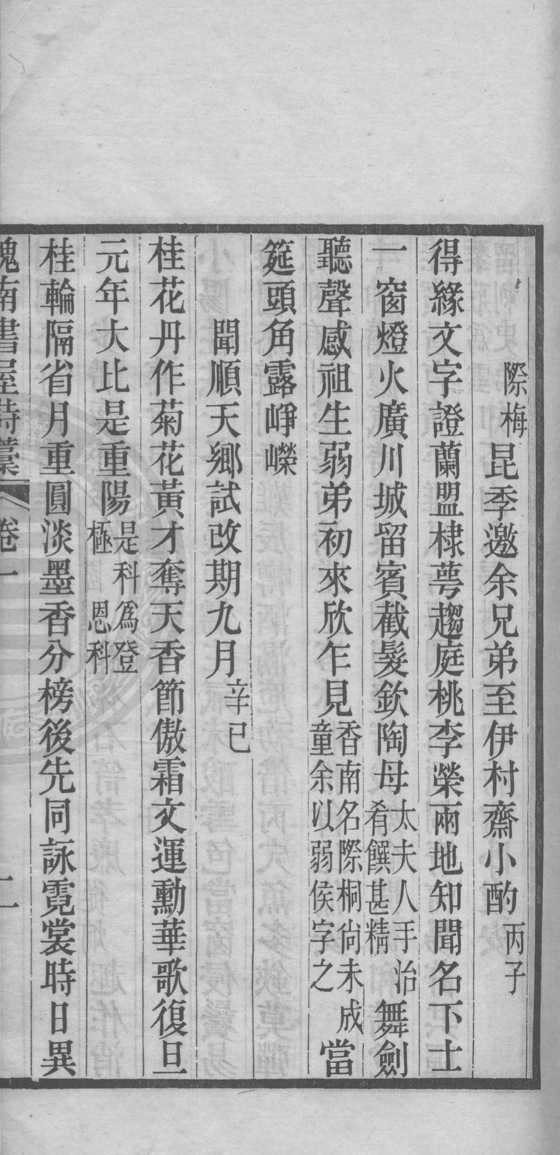 際梅昆季邀余兄弟至伊村齋小酌丙子
得緣文字證蘭盟棣萼趨庭桃李榮兩地知聞名下士
一窗燈火廣川城留賓截髮欽陶母太夫人手治肴饌甚精舞劍
聽聲感祖生弱弟初來欣乍見香南名際桐尙未成童余以弱侯字之當
筵頭角露崢嶸
聞順天鄉試改期九月辛巳
桂花丹作菊花黃才奪天香節傲霜文運勳華歌復旦
元年大比是重陽是科爲登極恩科
桂輪隔省月重圓淡墨香分榜後先同詠霓裳時日異
南書屋詩藁 卷一 二